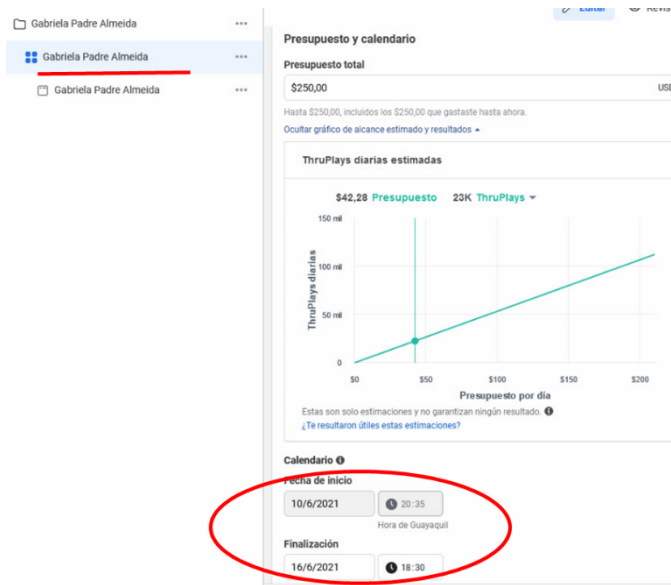 Editar
Revis
Gabriela Padre Almeida
Gabriela Padre Almeida
Gabriela Padre Almeida
Presupuesto y calendario
Presupuesto total
$250,00 USD
Hasta $250,00, incluidos los $250,00 que gastaste hasta ahora.
Ocultar gráfico de alcance estimado y resultados
ThruPlays diarias estimadas
$42,28 Presupuesto 23K ThruPlays
ThruPlays diarias
150 mil
100 mil
50 mil
0
$0 $50 $100 $150 $200
Presupuesto por día
Estas son solo estimaciones y no garantizan ningún resultado.
¿Te resultaron útiles estas estimaciones?
Calendario
Fecha de inicio
10/6/2021 20:35
Hora de Guayaquil
Finalización
16/6/2021 18:30